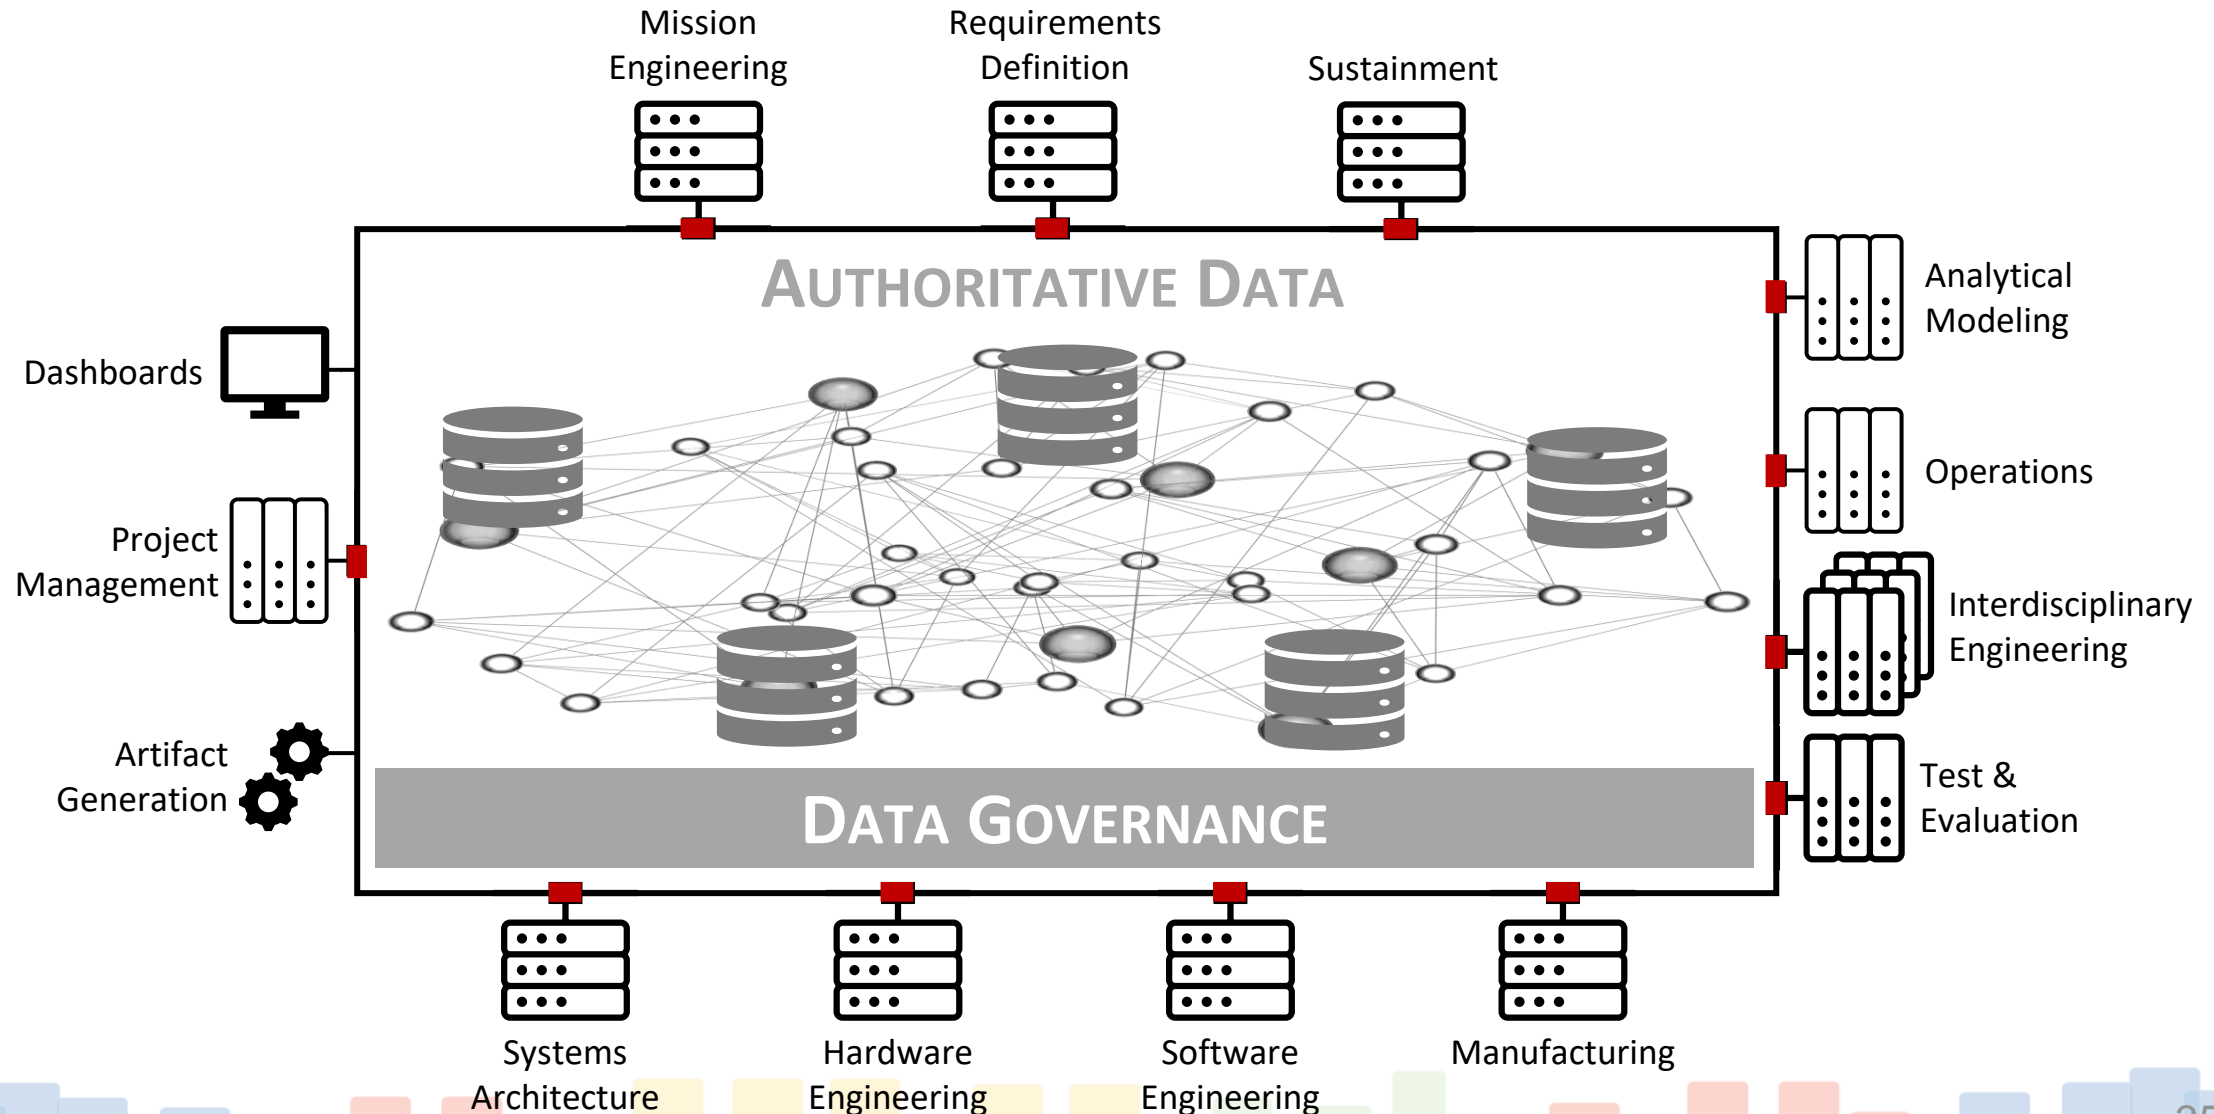 Mission
Engineering
Requirements
Definition
Sustainment
AUTHORITATIVE DATA
Analytical
Modeling
Dashboards
Operations
Project
Management
Interdisciplinary
Engineering
Artifact
Generation
Test &
Evaluation
DATA GOVERNANCE
Systems
Architecture
Hardware
Engineering
Software
Engineering
Manufacturing